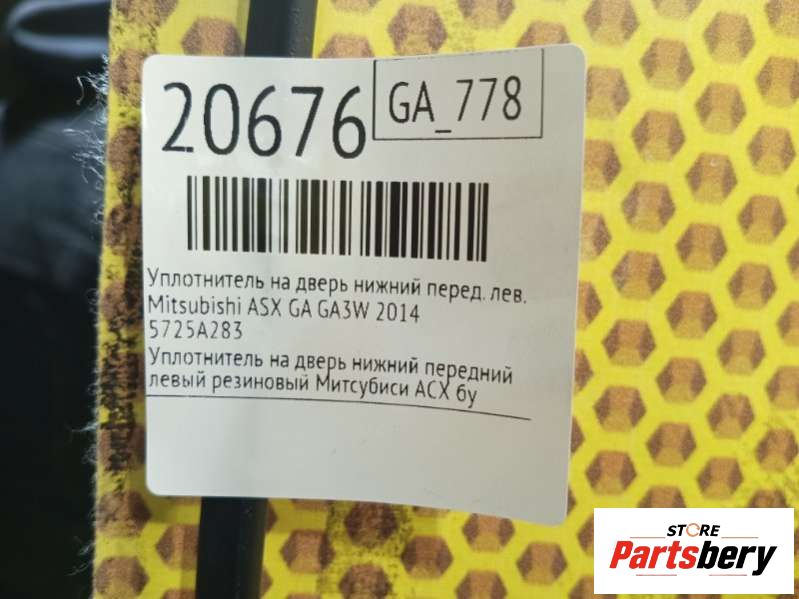 20676
GA_778
Уплотнитель на дверь нижний перед. лев.
Mitsubishi ASX GA GA3W 2014
5725A283
Уплотнитель на дверь нижний передний
левый резиновый Митсубиси АСХ бу
STORE
Partsbery